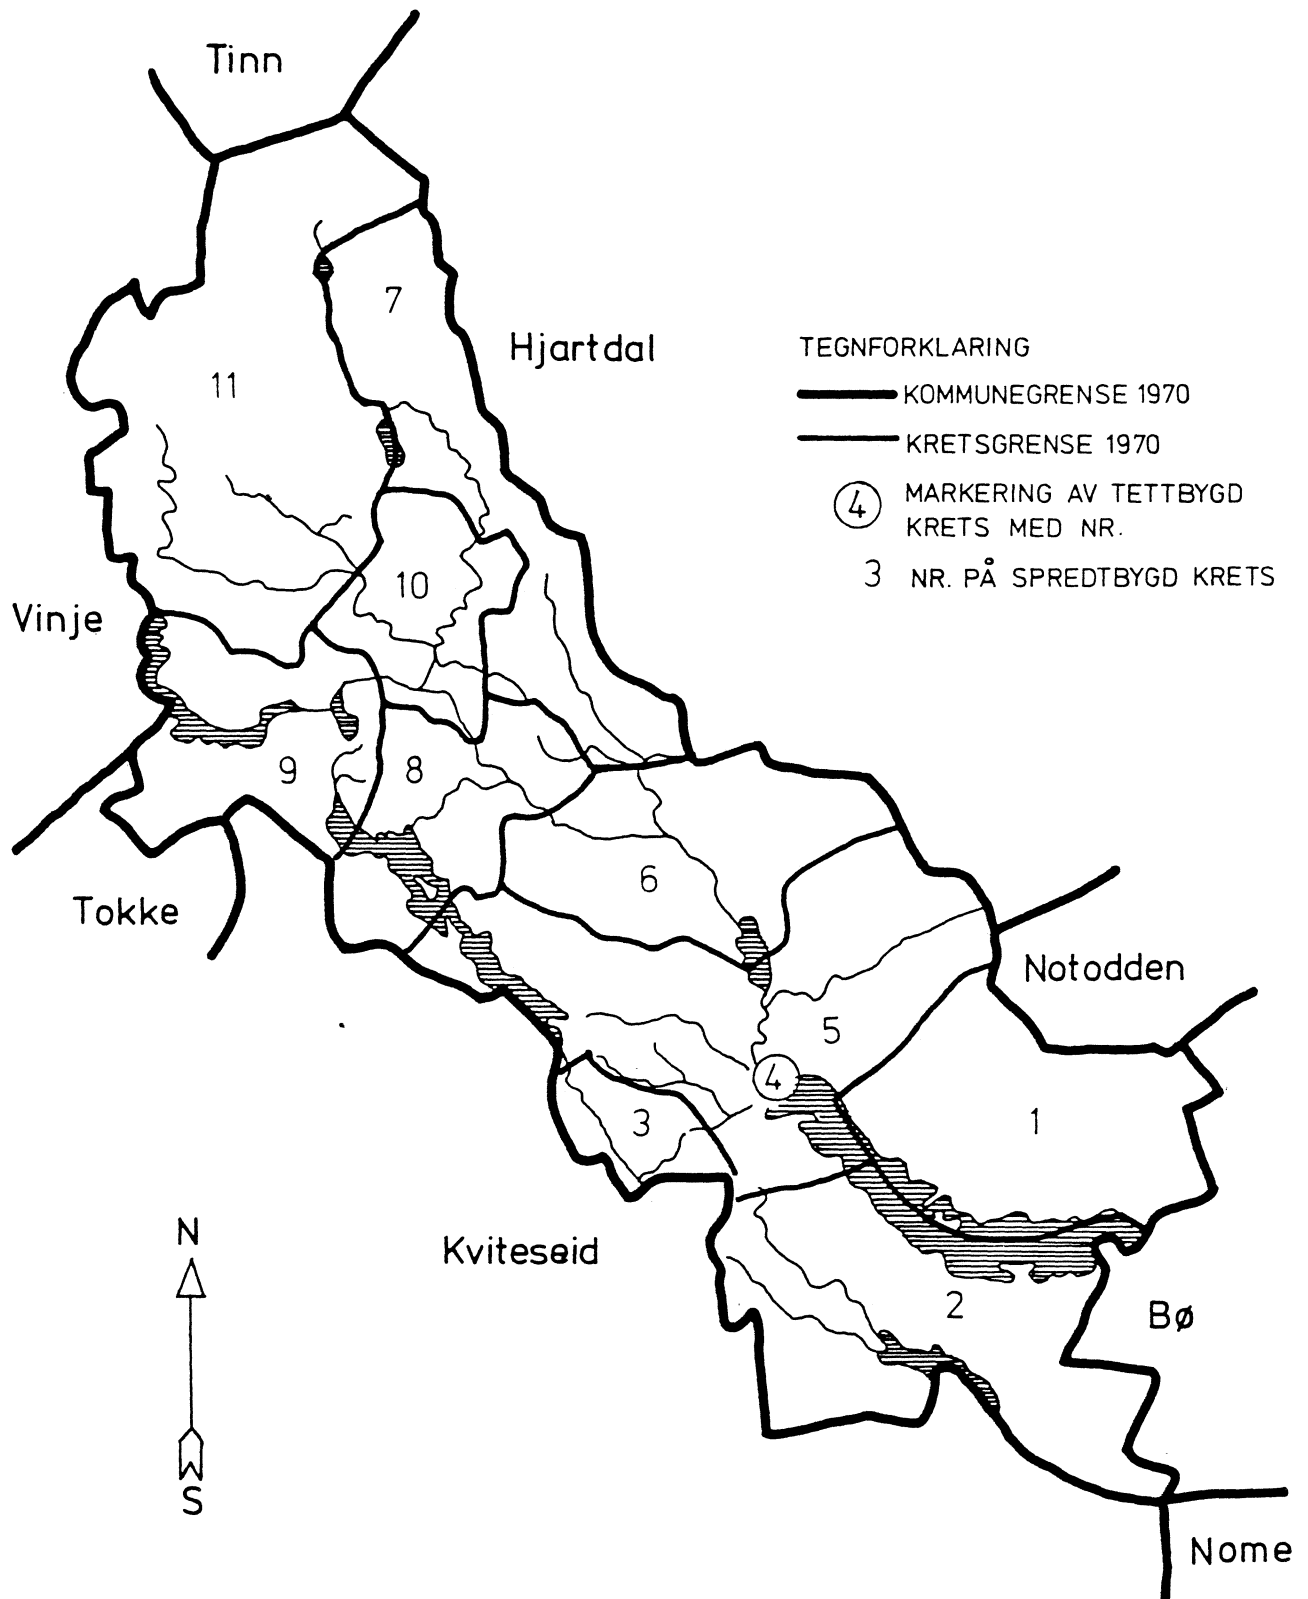 Tinn
7
Hjartdal
11
TEGNFORKLARING
KOMMUNEGRENSE 1970
KRETSGRENSE 1970
4 MARKERING AV TETTBYGD
KRETS MED NR.
3 NR. PÅ SPREDTBYGD KRETS
10
Vinje
9
8
6
Tokke
Notodden
5
4
3
1
N
Kviteseid
2
Bø
S
Nome